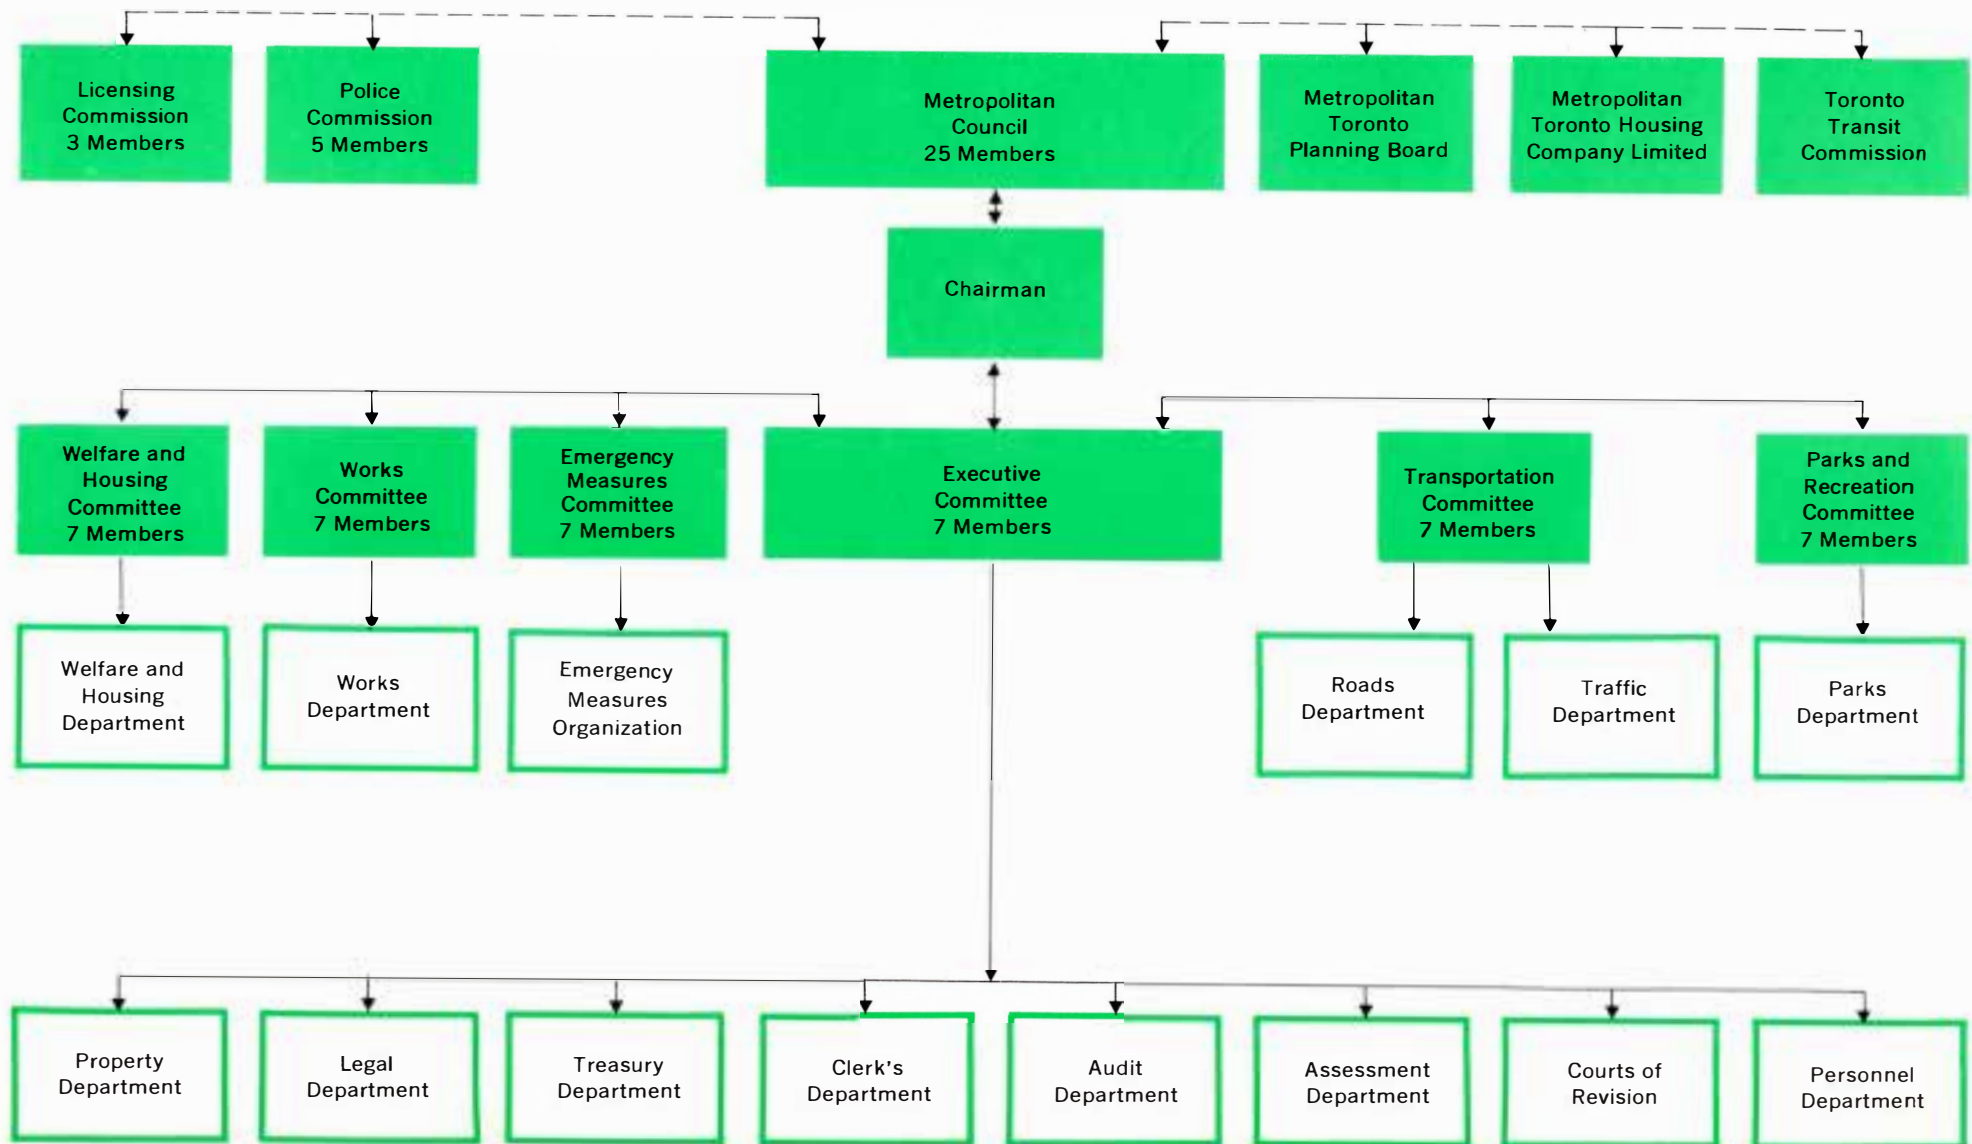 Licensing
Commission
3 Members
Police
Commission
5 Members
Metropolitan
Council
25 Members
Metropolitan
Toronto
Planning Board
Metropolitan
Toronto Housing
Company Limited
Toronto
Transit
Commission
Chairman
Welfare and
Housing
Committee
7 Members
Works
Committee
7 Members
Emergency
Measures
Committee
7 Members
Executive
Committee
7 Members
Transportation
Committee
7 Members
Parks and
Recreation
Committee
7 Members
Welfare and
Housing
Department
Works
Department
Emergency
Measures
Organization
Roads
Department
Traffic
Department
Parks
Department
Property
Department
Legal
Department
Treasury
Department
Clerk's
Department
Audit
Department
Assessment
Department
Courts of
Revision
Personnel
Department